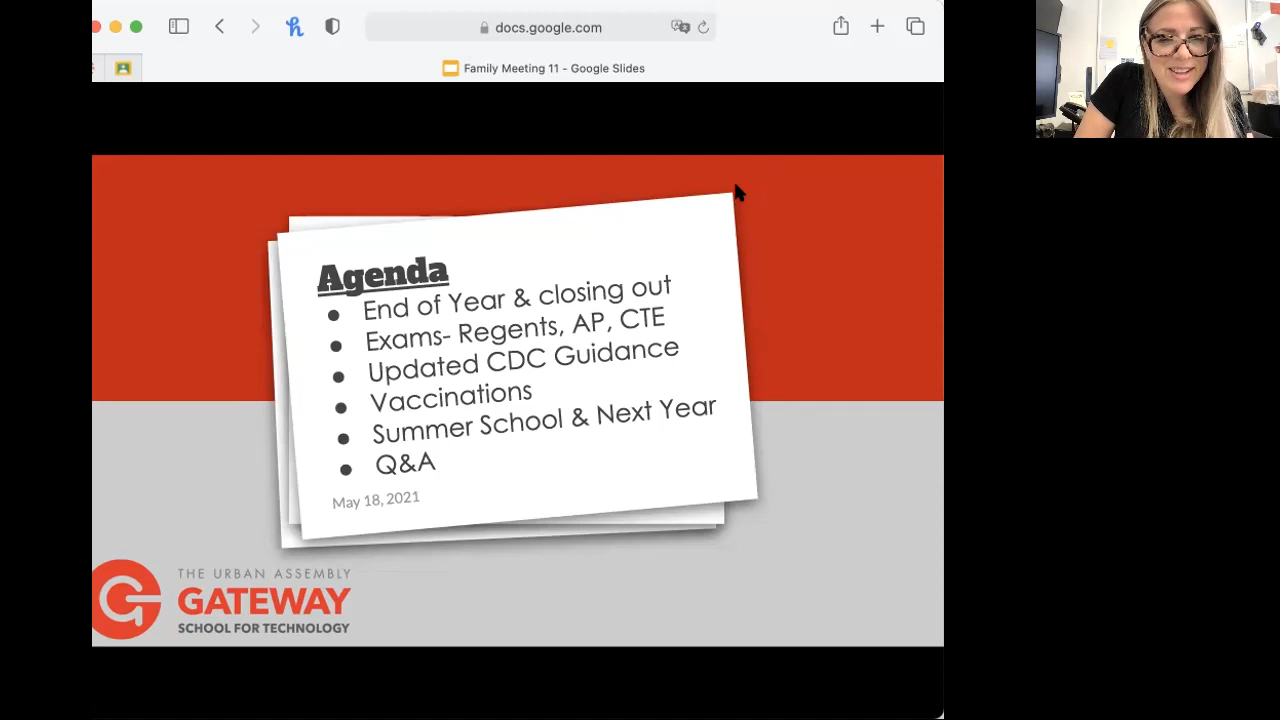 docs.google.com
Family Meeting 11 - Google Slides
Agenda
● End of Year & closing out
● Exams- Regents, AP, CTE
● Updated CDC Guidance
● Vaccinations
● Summer School & Next Year
● Q&A
May 18, 2021
THE URBAN ASSEMBLY
GATEWAY
SCHOOL FOR TECHNOLOGY